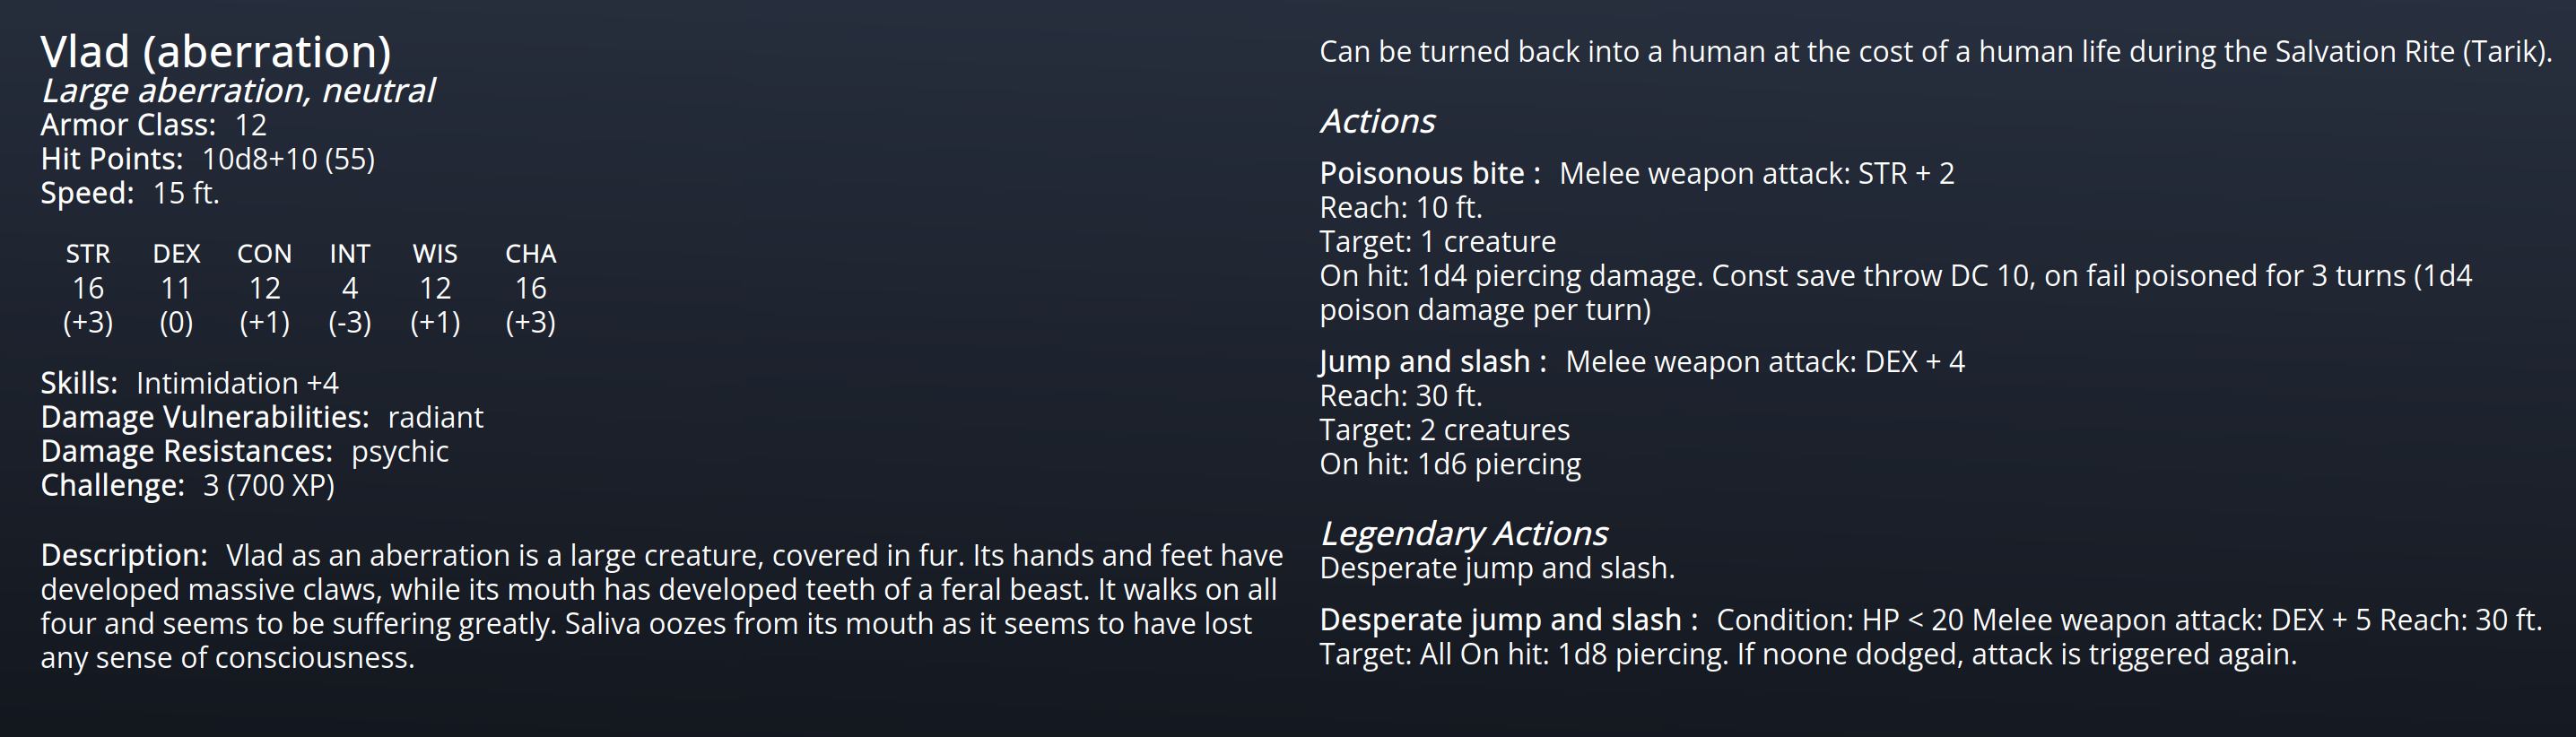 Vlad (aberration)
Large aberration, neutral
Armor Class: 12
Hit Points: 10d8+10 (55)
Speed: 15 ft.
STR DEX CON INT WIS CHA
16 11 12 4 12 16
(+3) (0) (+1) (-3) (+1) (+3)
Skills: Intimidation +4
Damage Vulnerabilities: radiant
Damage Resistances: psychic
Challenge: 3 (700 XP)
Description: Vlad as an aberration is a large creature, covered in fur. Its hands and feet have
developed massive claws, while its mouth has developed teeth of a feral beast. It walks on all
four and seems to be suffering greatly. Saliva oozes from its mouth as it seems to have lost
any sense of consciousness.
Can be turned back into a human at the cost of a human life during the Salvation Rite (Tarik).
Actions
Poisonous bite : Melee weapon attack: STR + 2
Reach: 10 ft.
Target: 1 creature
On hit: 1d4 piercing damage. Const save throw DC 10, on fail poisoned for 3 turns (1d4
poison damage per turn)
Jump and slash : Melee weapon attack: DEX + 4
Reach: 30 ft.
Target: 2 creatures
On hit: 1d6 piercing
Legendary Actions
Desperate jump and slash.
Desperate jump and slash : Condition: HP < 20 Melee weapon attack: DEX + 5 Reach: 30 ft.
Target: All On hit: 1d8 piercing. If noone dodged, attack is triggered again.